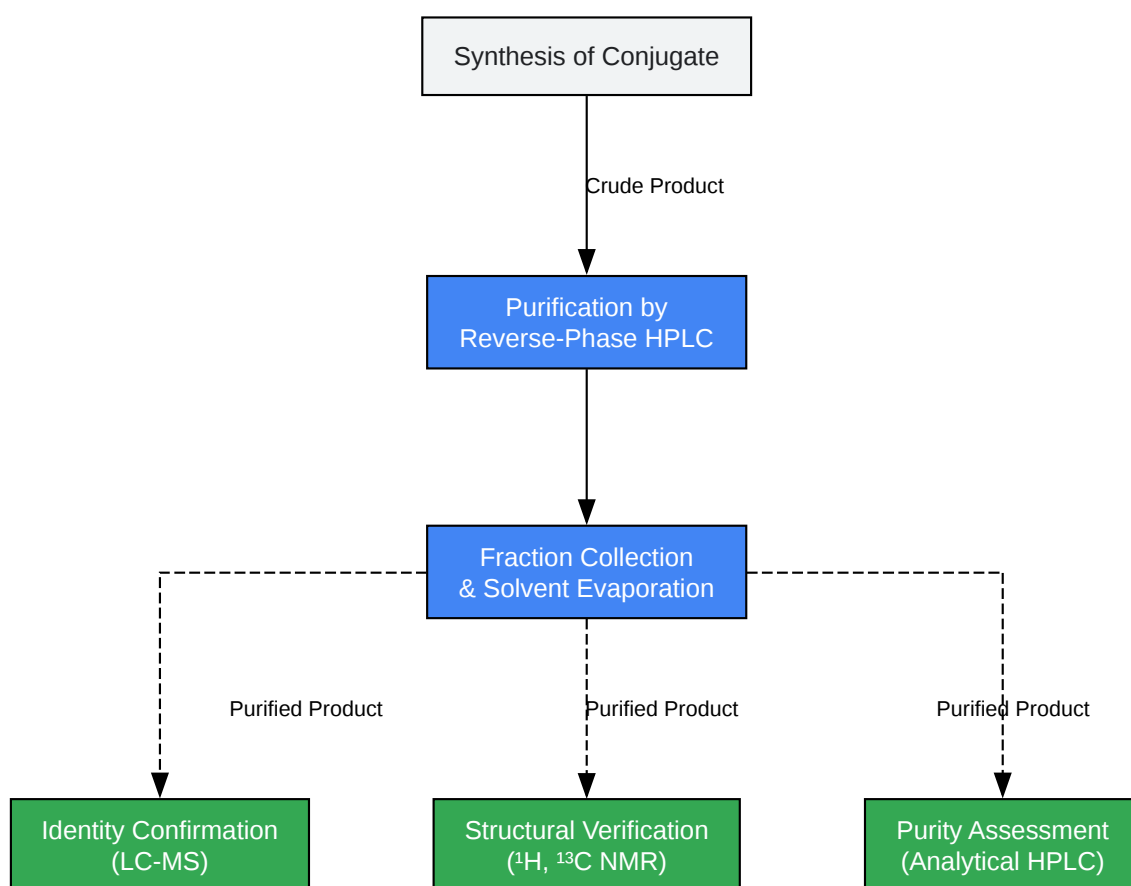 Synthesis of Conjugate
Crude Product
Purification by
Reverse-Phase HPLC
Fraction Collection
& Solvent Evaporation
Purified Product
Purified Product
Purified Product
Identity Confirmation
(LC-MS)
Structural Verification
(¹H, ¹³C NMR)
Purity Assessment
(Analytical HPLC)